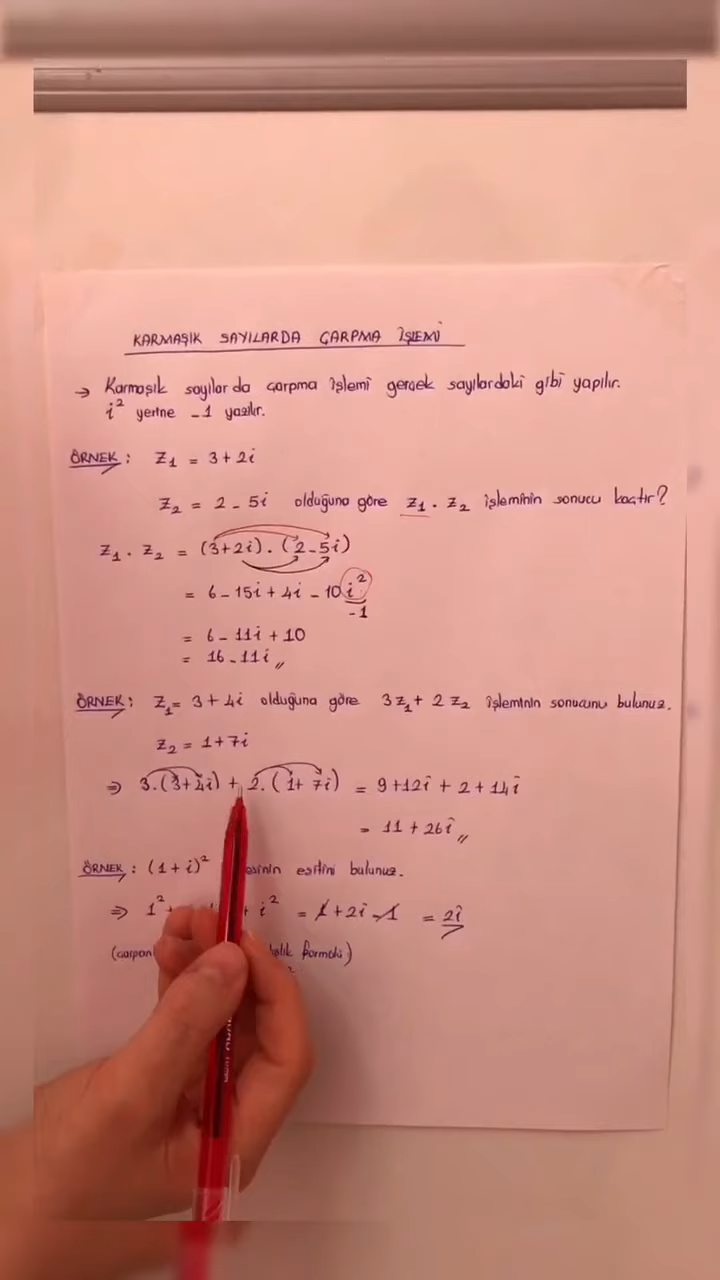 KARMAŞIK SAYILARDA ÇARPMA İŞLEMİ
→ Karmaşık sayılarda çarpma işlemi gerçek sayılardaki gibi yapılır.
i² yerine -1 yazılır.
ÖRNEK: Z₁ = 3+2i
Z₂ = 2-5i olduğuna göre Z₁ . Z₂ işleminin sonucu kaçtır?
Z₁ . Z₂ = (3+2i).(2-5i)
= 6-15i+4i-10i²
-1
= 6-11i+10
= 16-11i
ÖRNEK: Z₁= 3+4i olduğuna göre 3Z₁+ 2Z₂ işleminin sonucunu bulunuz.
Z₂ = 1+7i
⇒ 3.(3+4i) + 2.(1+7i) = 9+12i+2+14i
= 11+26i
ÖRNEK: (1+i)² eşitini bulunuz.
⇒ 1²+ + i² = 1+2i-1 = 2i